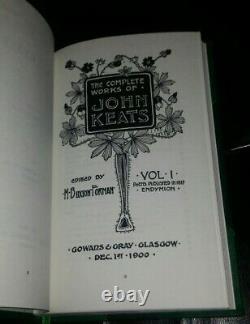 THE COMPLETE
WORKS OF
JOHN
KEATS
EDITED BY
H·BUXTON FORMAN
VOL·I
POEMS PUBLISHED IN 1817
ENDYMION
GOWANS & GRAY·GLASGOW
DEC. 1ST 1900